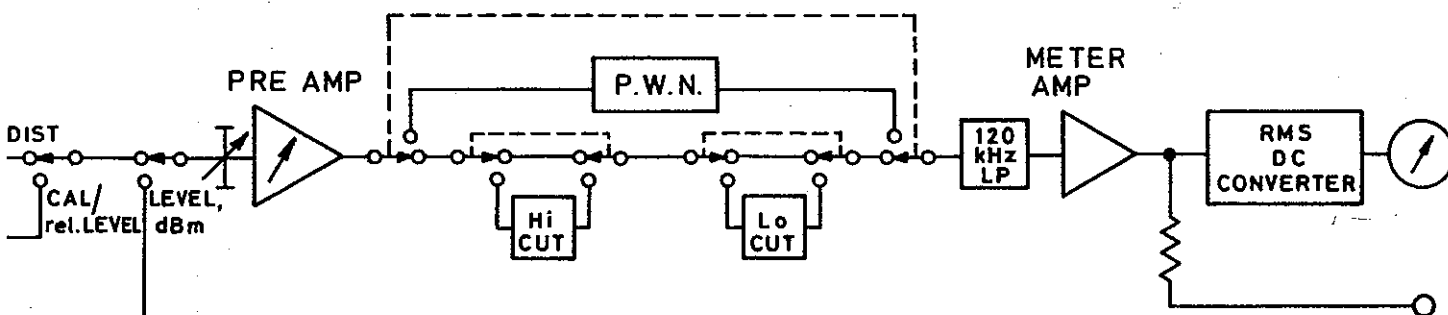 DIST
CAL/
rel.LEVEL
LEVEL,
dBm
PRE AMP
P.W.N.
Hi
CUT
Lo
CUT
120
kHz
LP
METER
AMP
RMS
DC
CONVERTER